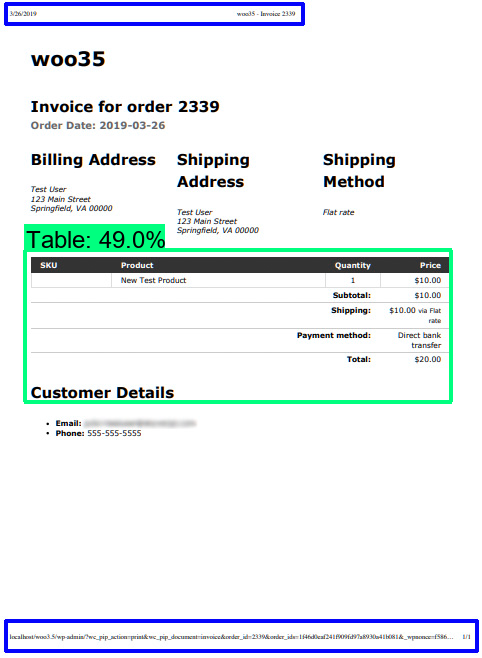 3/26/2019 woo35 - Invoice 2339
woo35
Invoice for order 2339
Order Date: 2019-03-26
Billing Address
Test User
123 Main Street
Springfield, VA 00000
Shipping
Address
Test User
123 Main Street
Springfield, VA 00000
Shipping
Method
Flat rate
Table: 49.0%
SKU Product Quantity Price
New Test Product 1 $10.00
Subtotal: $10.00
Shipping: $10.00 via Flat
rate
Payment method: Direct bank
transfer
Total: $20.00
Customer Details
• Email:
• Phone: 555-555-5555
localhost/woo3.5/wp-admin/?wc_pip_action=print&wc_pip_document=invoice&order_id=2339&order_ids=1f46d0eaf241f909fd97a8930a41b081&_wpnonce=f586... 1/1